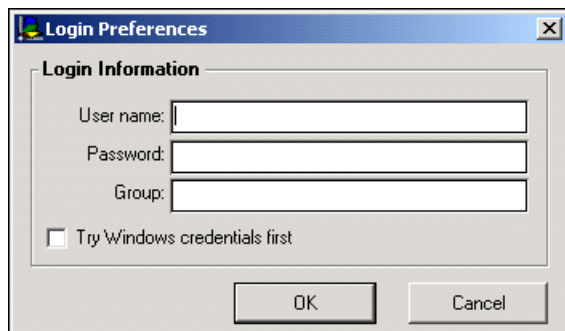 Login Preferences
Login Information
User name:
Password:
Group:
Try Windows credentials first
OK Cancel